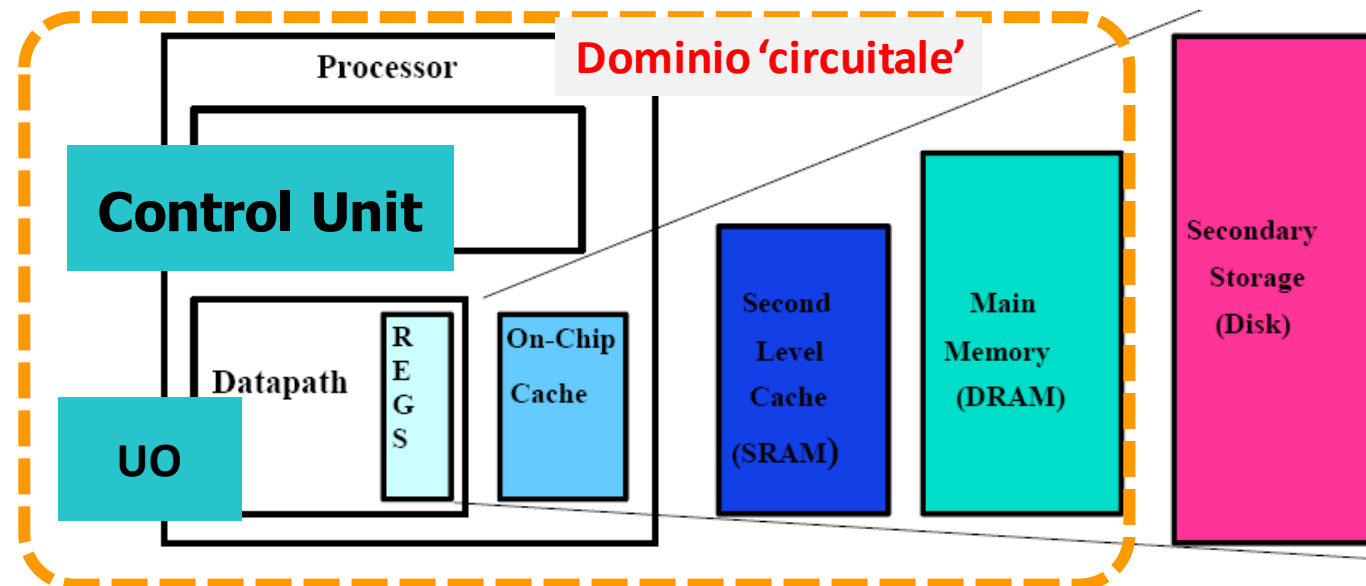 Dominio ‘circuitale’
Processor
Control Unit
Datapath
R
E
G
S
UO
On-Chip
Cache
Second
Level
Cache
(SRAM)
Main
Memory
(DRAM)
Secondary
Storage
(Disk)